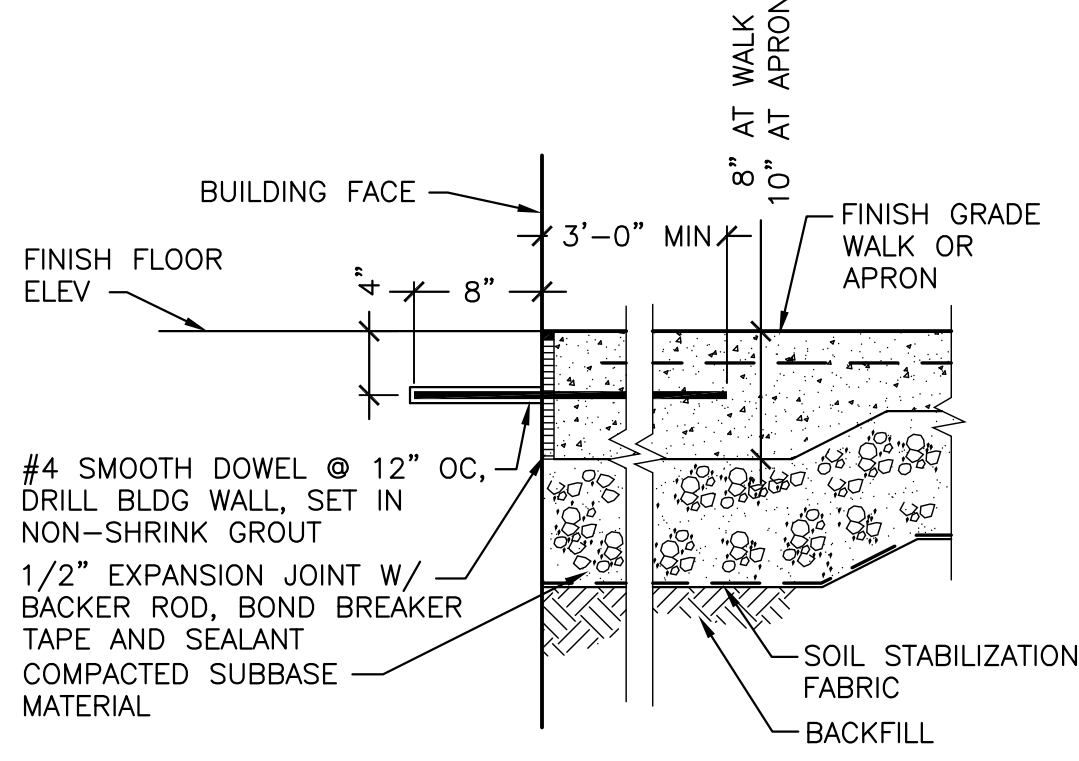 8” AT WALK
10” AT APRON
BUILDING FACE
3’-0” MIN
FINISH GRADE
WALK OR
APRON
FINISH FLOOR
ELEV
4”
8”
#4 SMOOTH DOWEL @ 12” OC,
DRILL BLDG WALL, SET IN
NON-SHRINK GROUT
1/2” EXPANSION JOINT W/
BACKER ROD, BOND BREAKER
TAPE AND SEALANT
COMPACTED SUBBASE
MATERIAL
SOIL STABILIZATION
FABRIC
BACKFILL